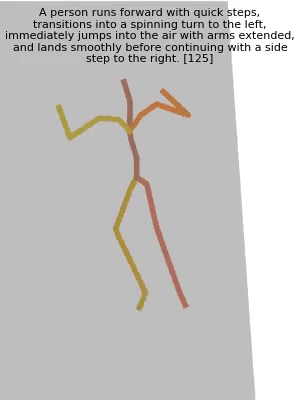 A person runs forward with quick steps,
transitions into a spinning turn to the left,
immediately jumps into the air with arms extended,
and lands smoothly before continuing with a side
step to the right. [125]